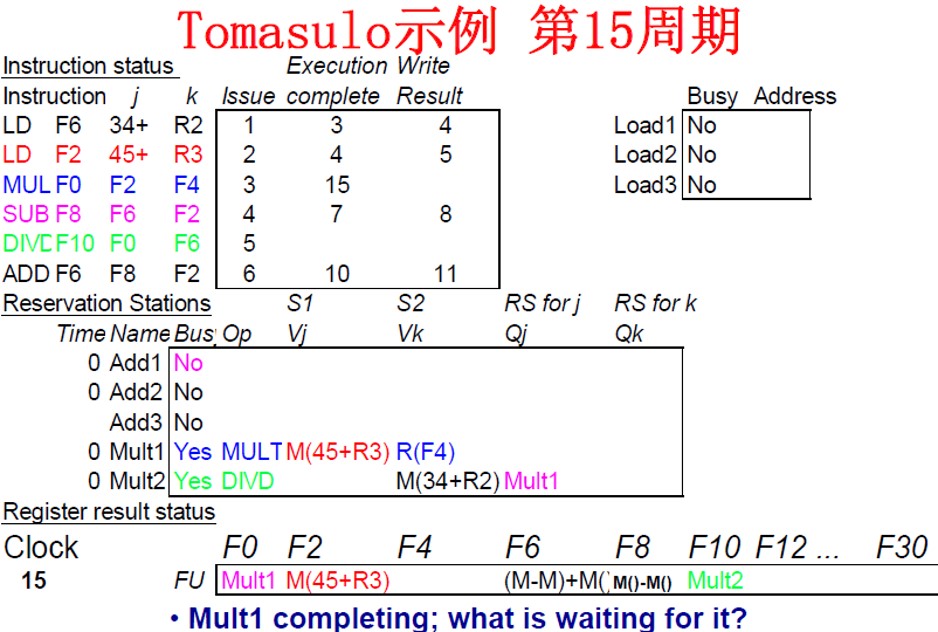 Tomasulo示例 第15周期
Instruction status Execution Write
Instruction j k Issue complete Result Busy Address
LD F6 34+ R2 1 3 4 Load1 No
LD F2 45+ R3 2 4 5 Load2 No
MUL F0 F2 F4 3 15 Load3 No
SUB F8 F6 F2 4 7 8
DIVD F10 F0 F6 5
ADD F6 F8 F2 6 10 11
Reservation Stations S1 S2 RS for j RS for k
Time Name Busy Op Vj Vk Qj Qk
0 Add1 No
0 Add2 No
Add3 No
0 Mult1 Yes MULT M(45+R3) R(F4)
0 Mult2 Yes DIVD M(34+R2) Mult1
Register result status
Clock F0 F2 F4 F6 F8 F10 F12 ... F30
15 FU Mult1 M(45+R3) (M-M)+M( M()-M() Mult2
• Mult1 completing; what is waiting for it?